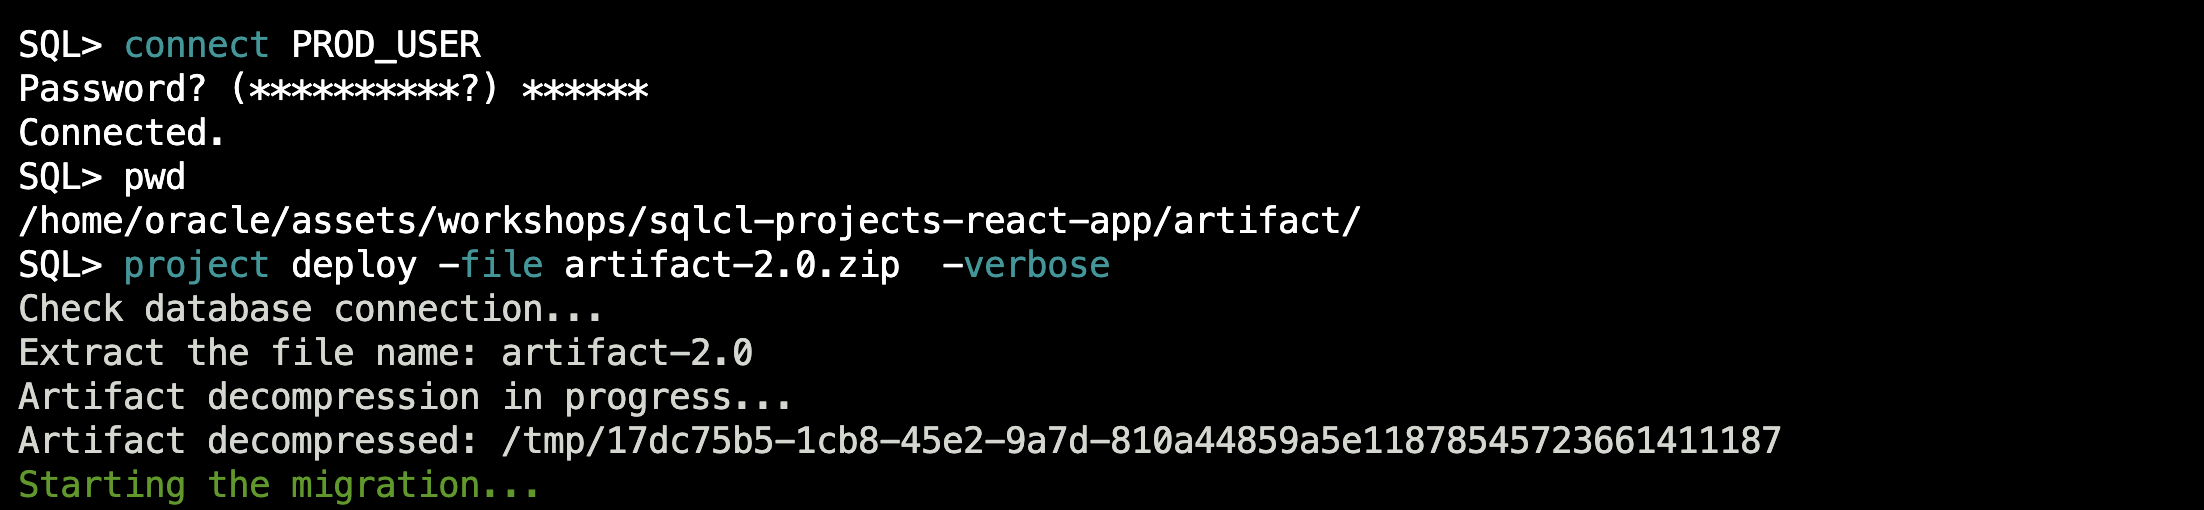 SQL> connect PROD_USER
Password? (**********?) ******
Connected.
SQL> pwd
/home/oracle/assets/workshops/sqlcl-projects-react-app/artifact/
SQL> project deploy -file artifact-2.0.zip  -verbose
Check database connection...
Extract the file name: artifact-2.0
Artifact decompression in progress...
Artifact decompressed: /tmp/17dc75b5-1cb8-45e2-9a7d-810a44859a5e11878545723661411187
Starting the migration...